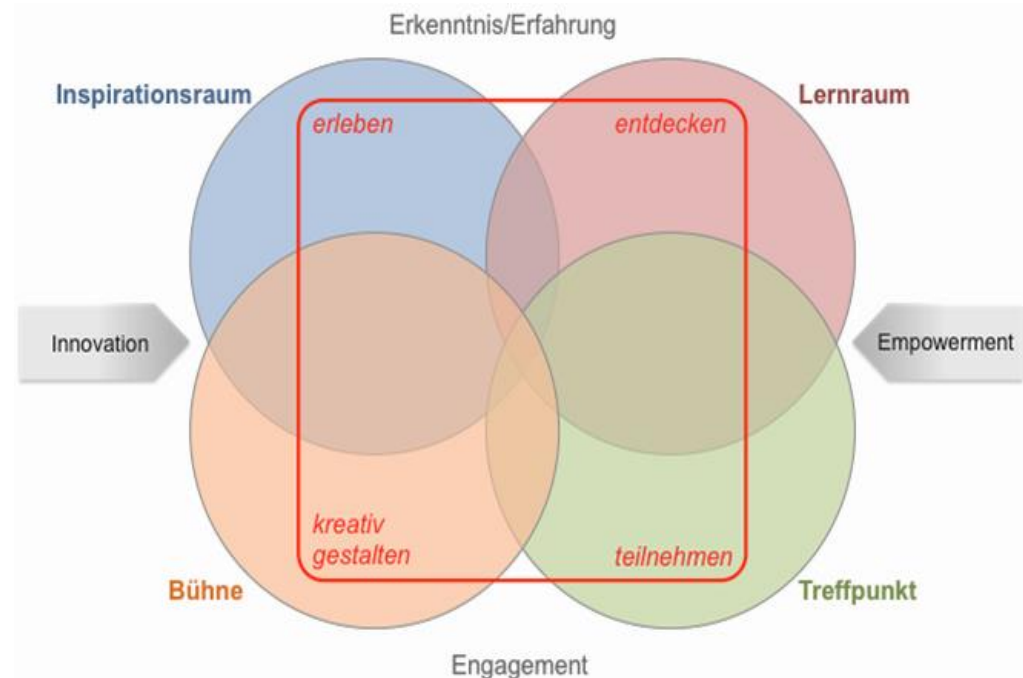 Erkenntnis/Erfahrung
Inspirationsraum
Lernraum
erleben
entdecken
Innovation
Empowerment
kreativ
gestalten
teilnehmen
Bühne
Treffpunkt
Engagement